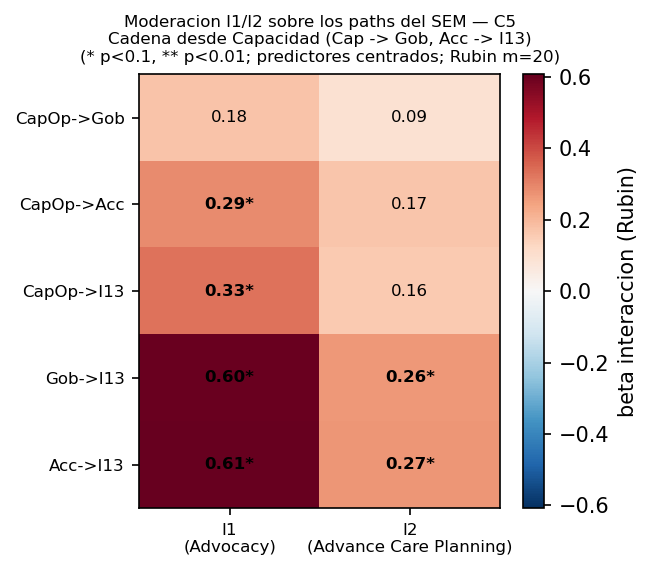 Moderacion I1/I2 sobre los paths del SEM — C5
Cadena desde Capacidad (Cap -> Gob, Acc -> I13)
(* p<0.1, ** p<0.01; predictores centrados; Rubin m=20)
CapOp->Gob 0.18 0.09
CapOp->Acc 0.29* 0.17
CapOp->I13 0.33* 0.16
Gob->I13 0.60* 0.26*
Acc->I13 0.61* 0.27*
I1 I2
(Advocacy) (Advance Care Planning)
0.6
0.4
0.2
0.0
−0.2
−0.4
−0.6
beta interaccion (Rubin)